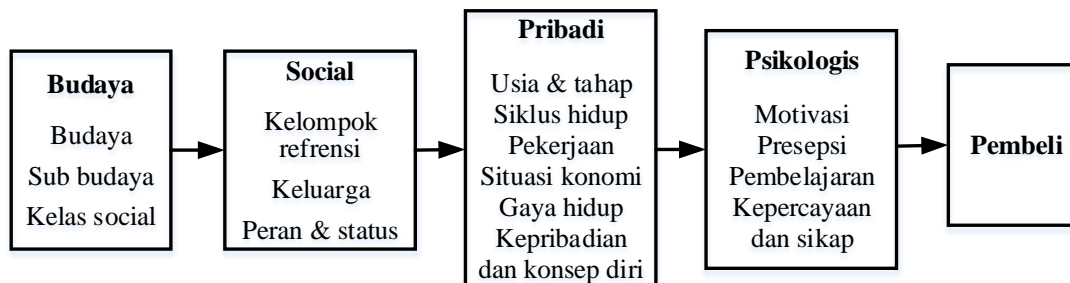 Budaya
Budaya
Sub budaya
Kelas social
Social
Kelompok
refrensi
Keluarga
Peran & status
Pribadi
Usia & tahap
Siklus hidup
Pekerjaan
Situasi konomi
Gaya hidup
Kepribadian
dan konsep diri
Psikologis
Motivasi
Presepsi
Pembelajaran
Kepercayaan
dan sikap
Pembeli